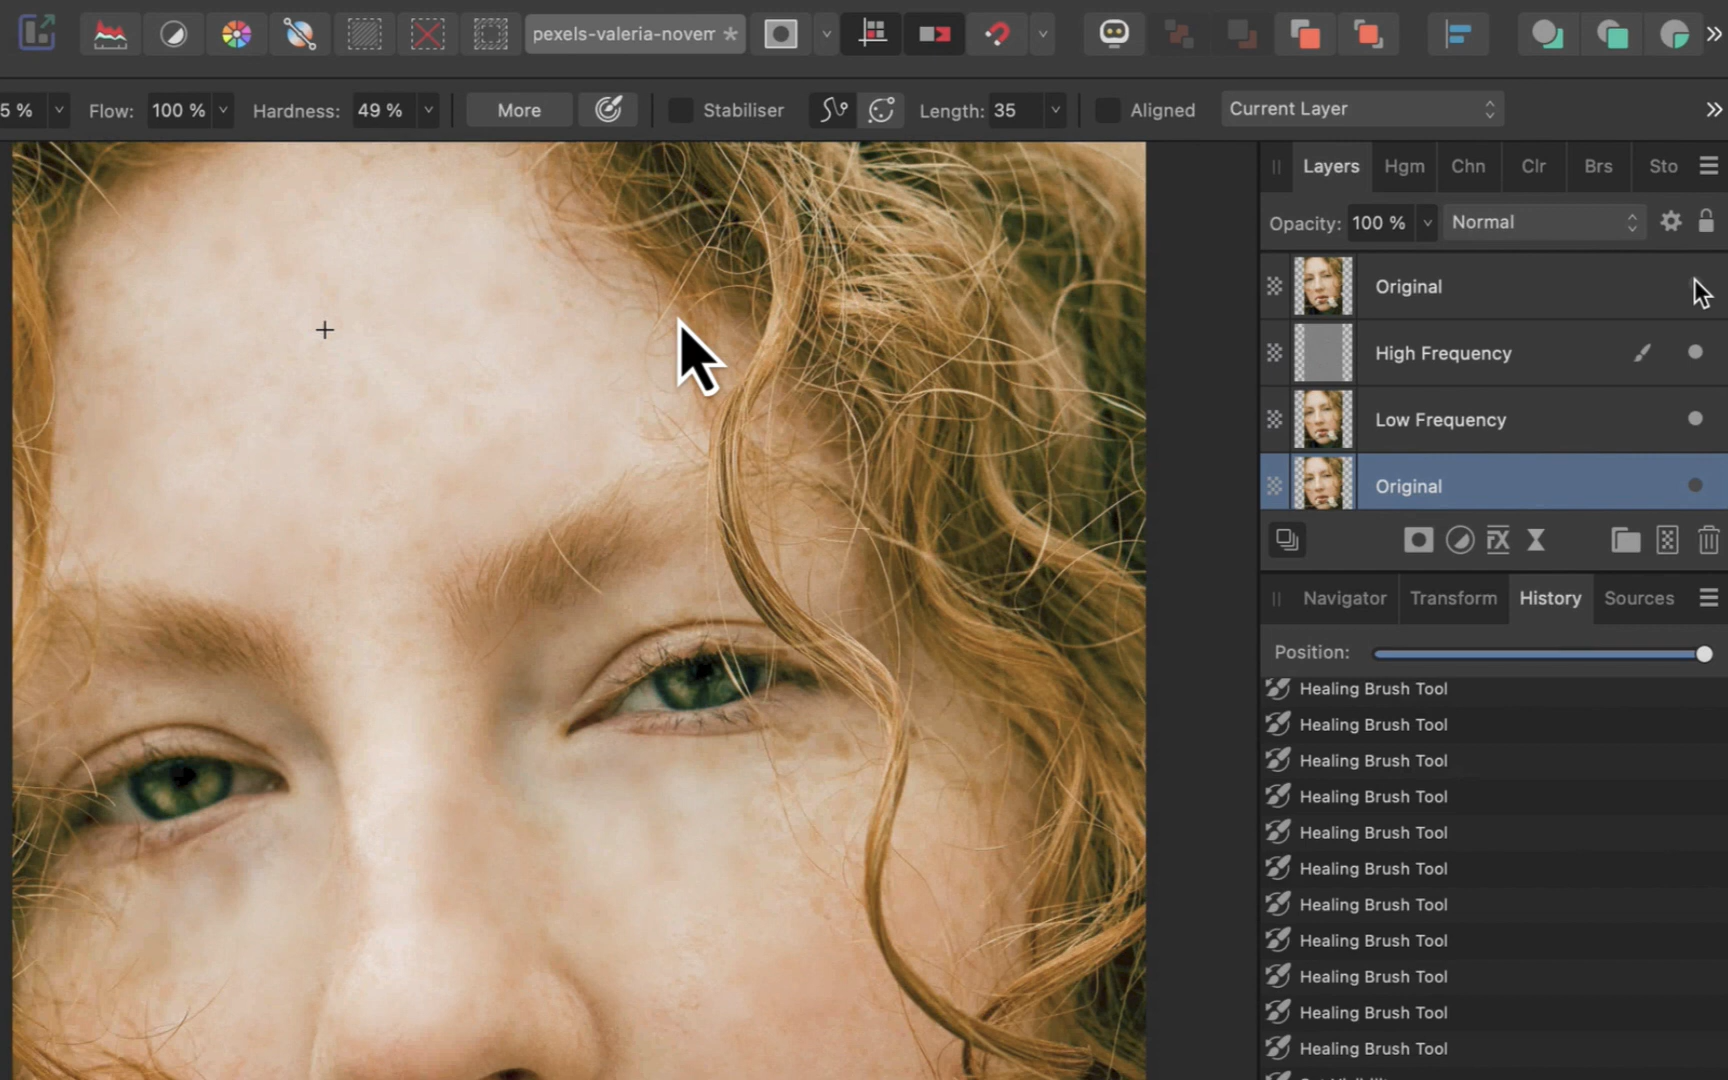 pexels-valeria-novem *
5 % Flow: 100 % Hardness: 49 % More Stabiliser Length: 35 Aligned Current Layer
Layers Hgm Chn Clr Brs Sto
Opacity: 100 % Normal
Original
High Frequency
Low Frequency
Original
Navigator Transform History Sources
Position:
Healing Brush Tool
Healing Brush Tool
Healing Brush Tool
Healing Brush Tool
Healing Brush Tool
Healing Brush Tool
Healing Brush Tool
Healing Brush Tool
Healing Brush Tool
Healing Brush Tool
Healing Brush Tool